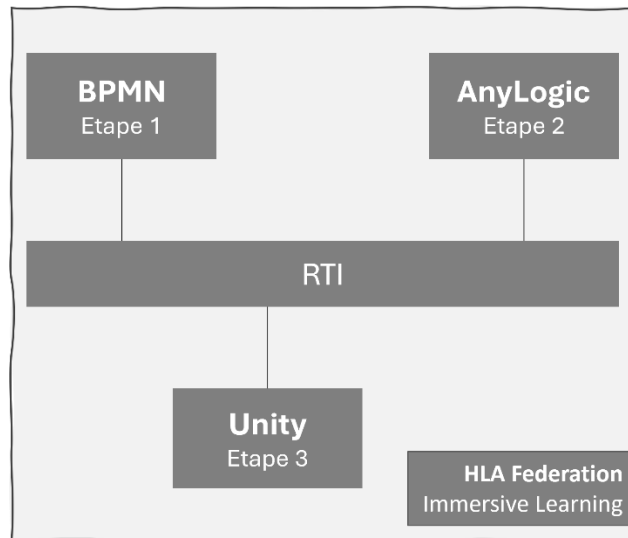 BPMN
Etape 1
AnyLogic
Etape 2
RTI
Unity
Etape 3
HLA Federation
Immersive Learning